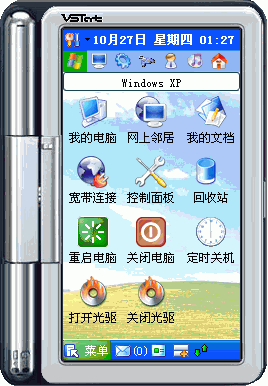 VSTart
10月27日 星期四 01:27
Windows XP
我的电脑 网上邻居 我的文档
宽带连接 控制面板 回收站
重启电脑 关闭电脑 定时关机
打开光驱 关闭光驱
菜单 (0)